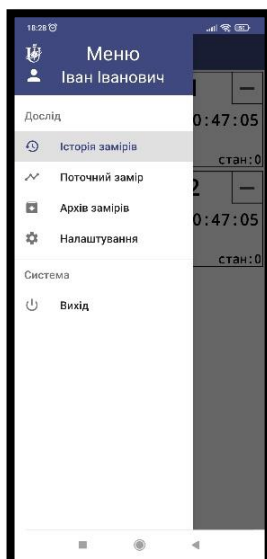 18:28
Меню
Іван Іванович
Дослід
0:47:05
Історія замірів
стан:0
Поточний замір
2
Архів замірів
0:47:05
Налаштування
стан:0
Система
Вихід